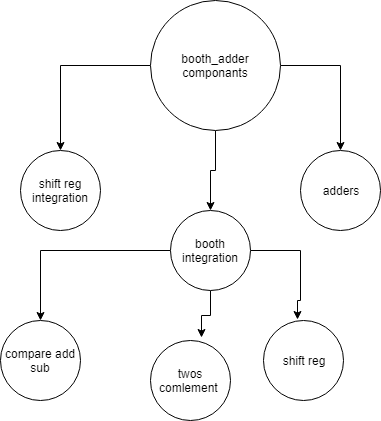 booth_adder
componants
shift reg
integration
adders
booth
integration
compare add
sub
twos
comlement
shift reg